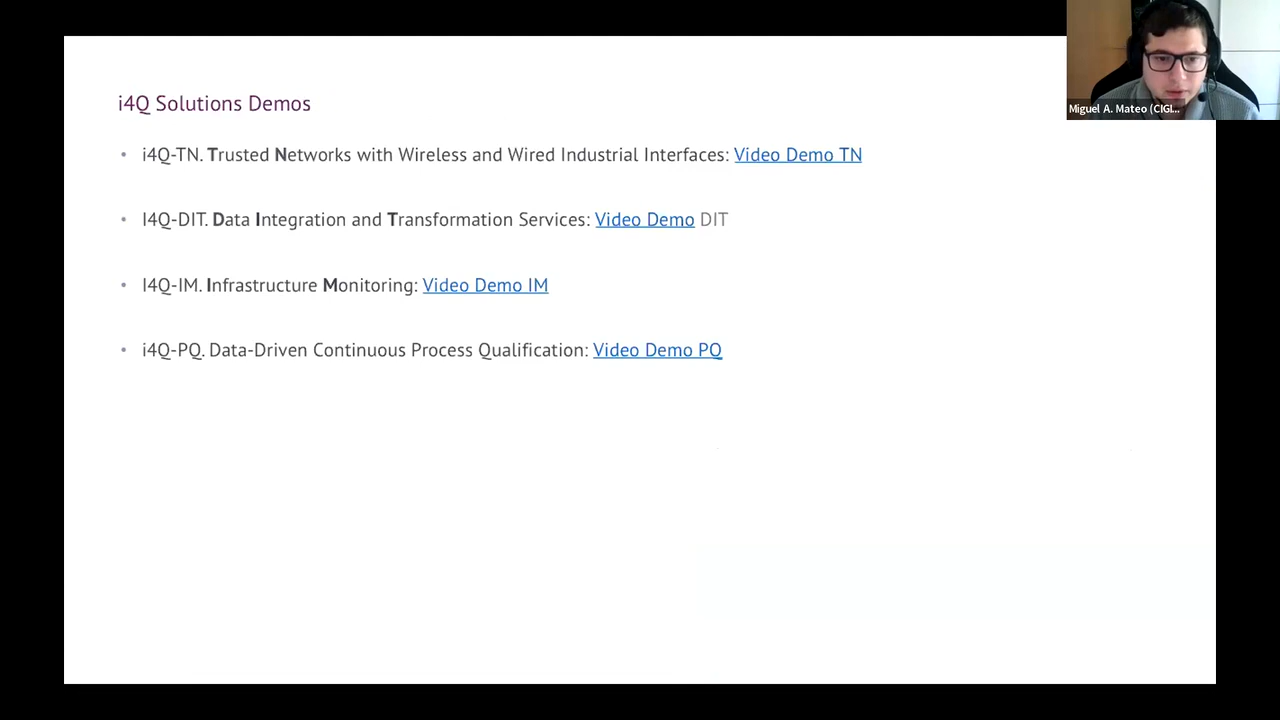 i4Q Solutions Demos
• i4Q-TN. Trusted Networks with Wireless and Wired Industrial Interfaces: Video Demo TN
• I4Q-DIT. Data Integration and Transformation Services: Video Demo DIT
• I4Q-IM. Infrastructure Monitoring: Video Demo IM
• i4Q-PQ. Data-Driven Continuous Process Qualification: Video Demo PQ
Miguel A. Mateo (CIGI...